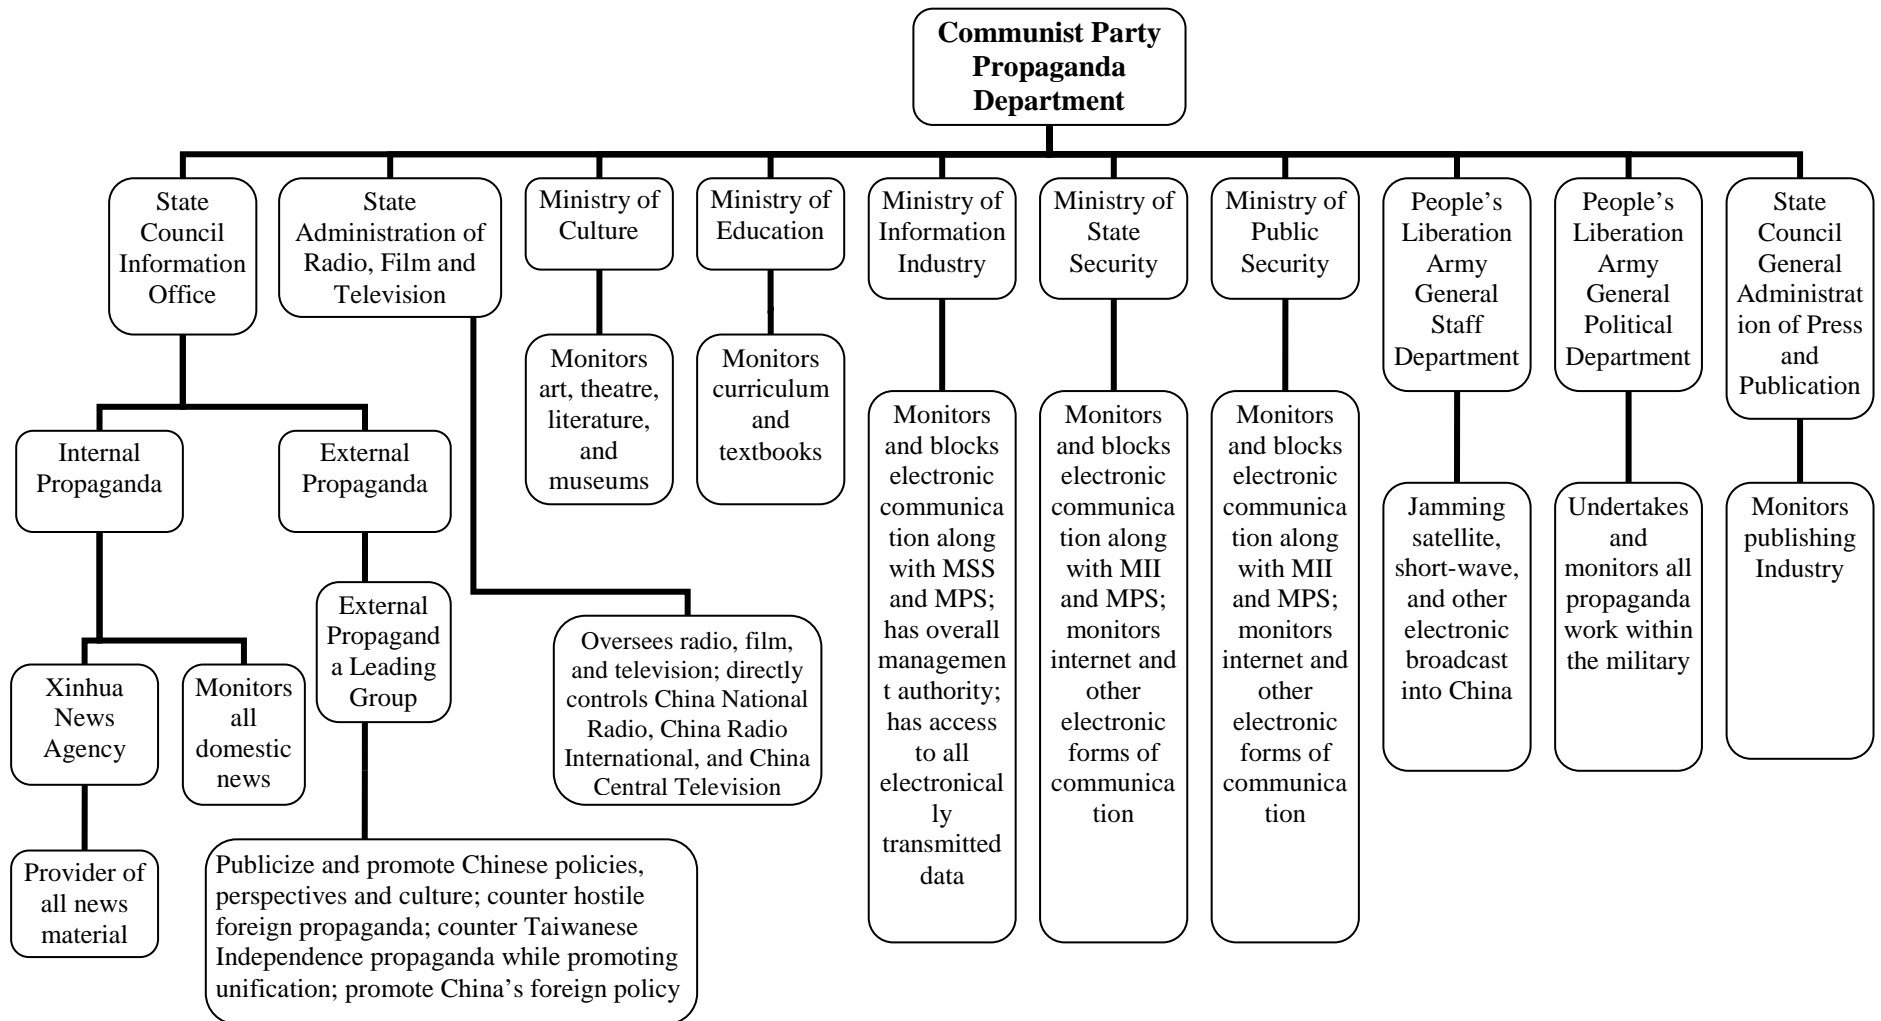 Communist Party
Propaganda
Department
State
Council
Information
Office
State
Administration of
Radio, Film and
Television
Ministry of
Culture
Ministry of
Education
Ministry of
Information
Industry
Ministry of
State
Security
Ministry of
Public
Security
People’s
Liberation
Army
General
Staff
Department
People’s
Liberation
Army
General
Political
Department
State
Council
General
Administrat
ion of Press
and
Publication
Internal
Propaganda
External
Propaganda
Monitors
art, theatre,
literature,
and
museums
Monitors
curriculum
and
textbooks
Monitors
and blocks
electronic
communica
tion along
with MSS
and MPS;
has overall
managemen
t authority;
has access
to all
electronical
ly
transmitted
data
Monitors
and blocks
electronic
communica
tion along
with MII
and MPS;
monitors
internet and
other
electronic
forms of
communica
tion
Monitors
and blocks
electronic
communica
tion along
with MII
and MPS;
monitors
internet and
other
electronic
forms of
communica
tion
Jamming
satellite,
short-wave,
and other
electronic
broadcast
into China
Undertakes
and
monitors all
propaganda
work within
the military
Monitors
publishing
Industry
Xinhua
News
Agency
Monitors
all
domestic
news
External
Propagand
a Leading
Group
Oversees radio, film,
and television; directly
controls China National
Radio, China Radio
International, and China
Central Television
Provider of
all news
material
Publicize and promote Chinese policies,
perspectives and culture; counter hostile
foreign propaganda; counter Taiwanese
Independence propaganda while promoting
unification; promote China’s foreign policy